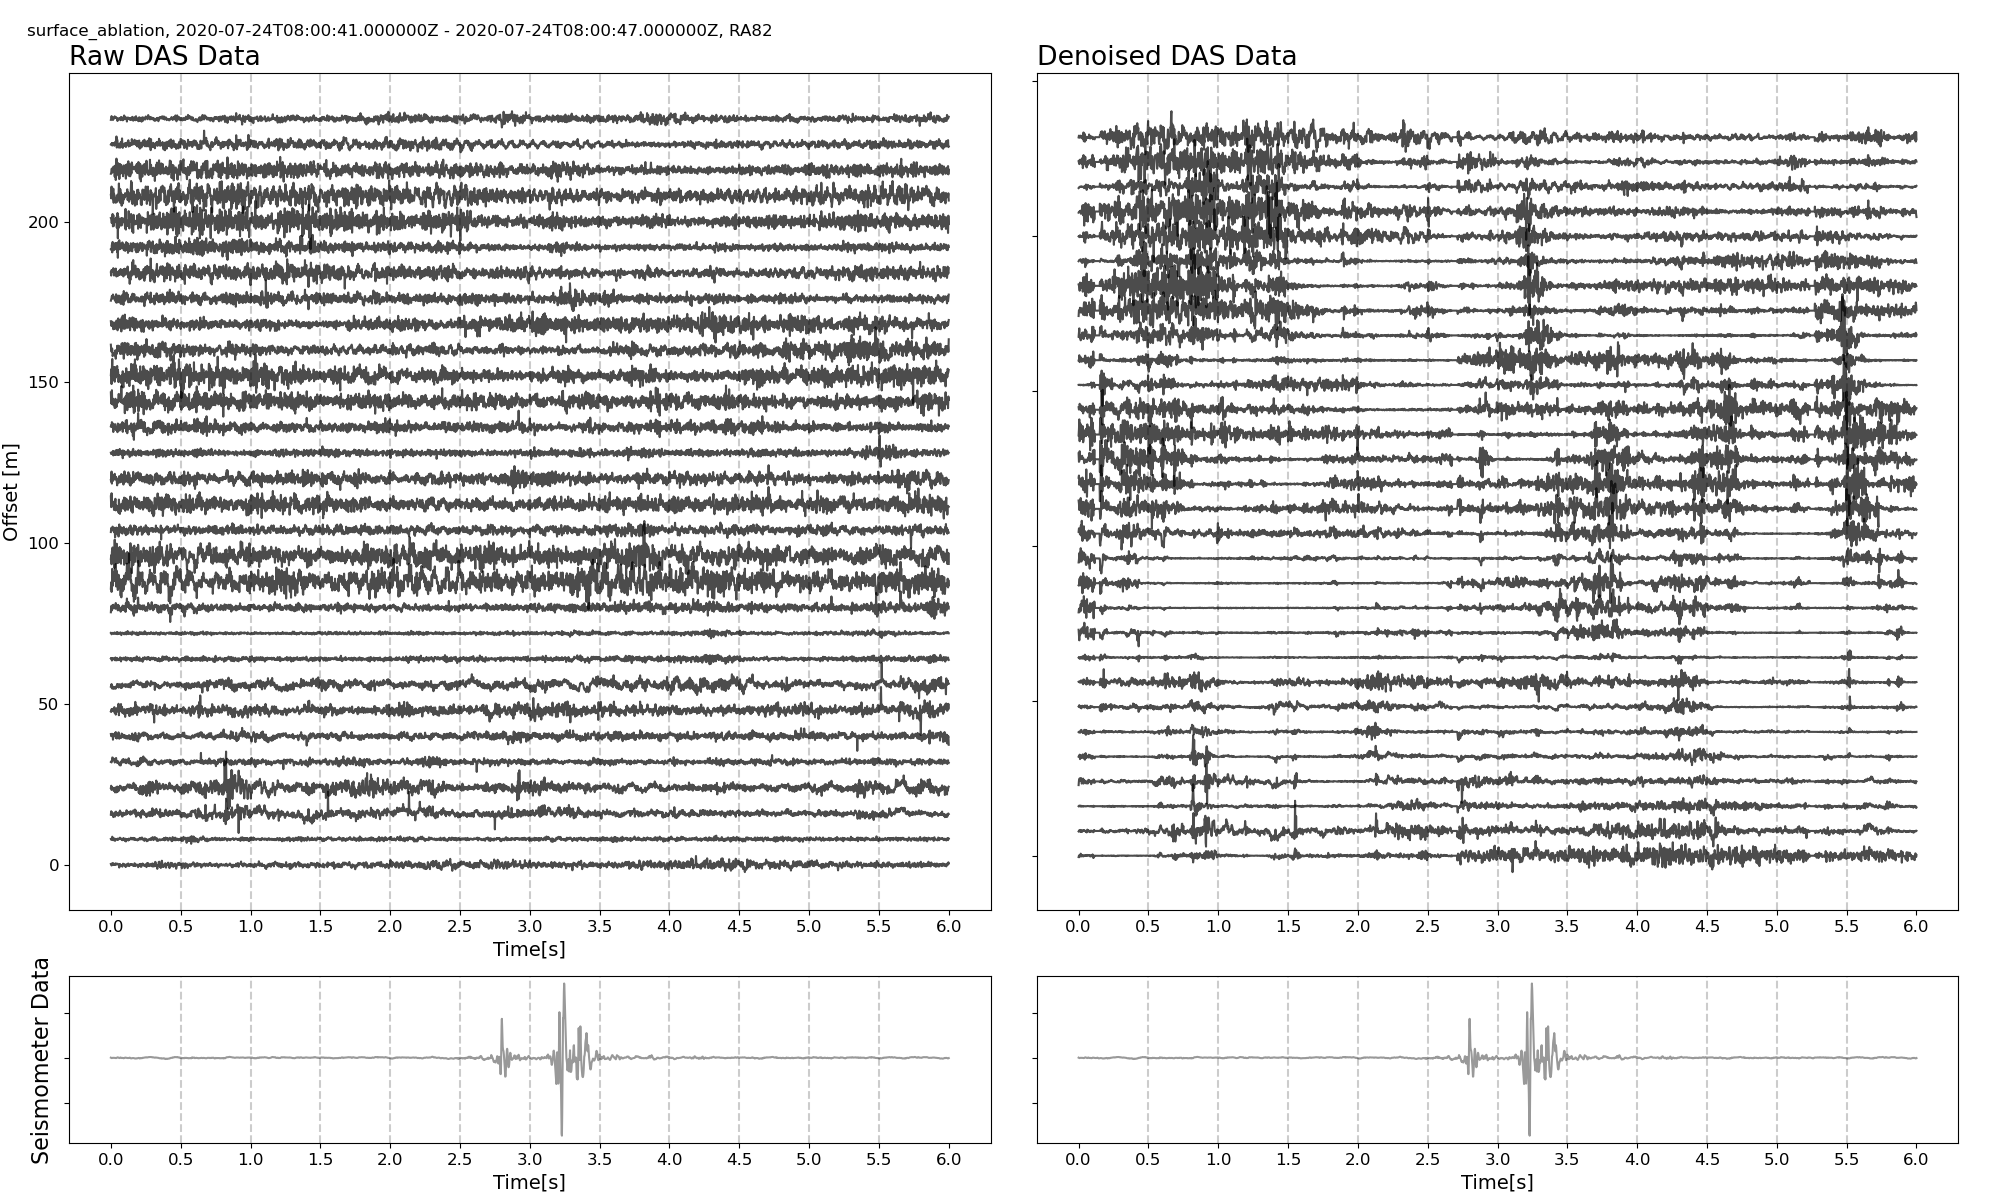 surface_ablation, 2020-07-24T08:00:41.000000Z - 2020-07-24T08:00:47.000000Z, RA82
Raw DAS Data
Denoised DAS Data
Offset [m]
200
150
100
50
0
0.0 0.5 1.0 1.5 2.0 2.5 3.0 3.5 4.0 4.5 5.0 5.5 6.0
Time[s]
0.0 0.5 1.0 1.5 2.0 2.5 3.0 3.5 4.0 4.5 5.0 5.5 6.0
Seismometer Data
0.0 0.5 1.0 1.5 2.0 2.5 3.0 3.5 4.0 4.5 5.0 5.5 6.0
Time[s]
0.0 0.5 1.0 1.5 2.0 2.5 3.0 3.5 4.0 4.5 5.0 5.5 6.0
Time[s]